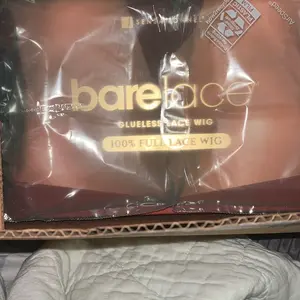 barelace
GLUELESS LACE WIG
100% FULL LACE WIG